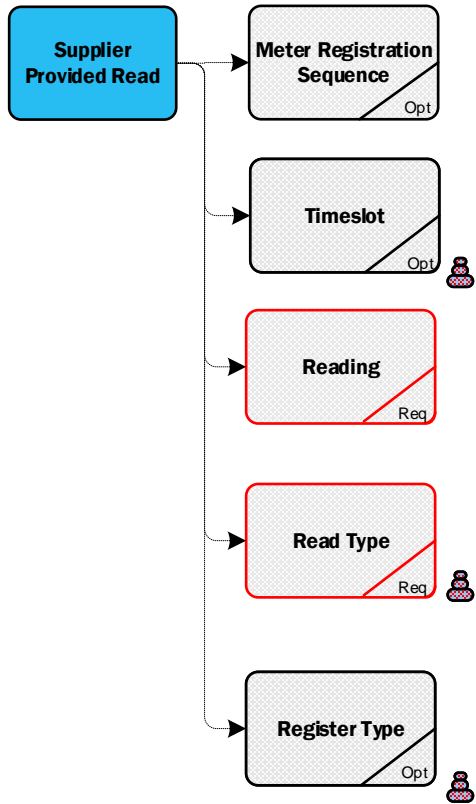 Supplier
Provided Read
Meter Registration
Sequence
Opt
Timeslot
Opt
Reading
Req
Read Type
Req
Register Type
Opt